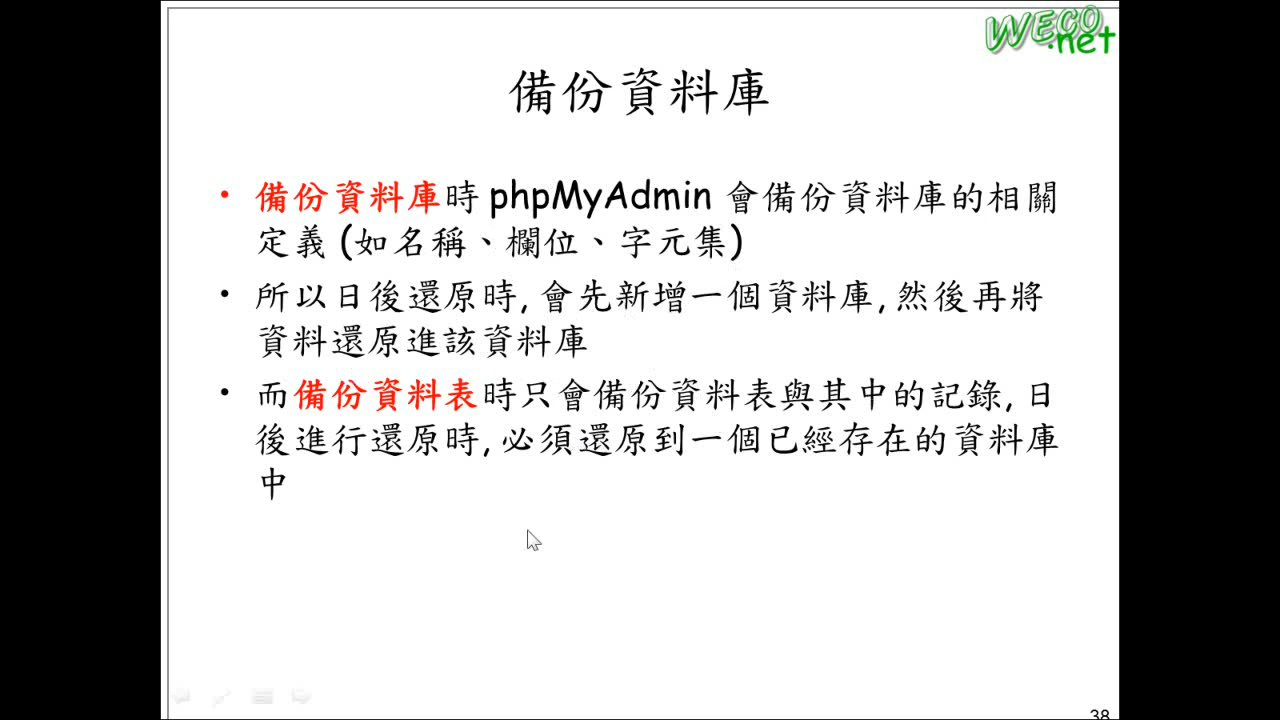 WECO
.net
備份資料庫
• 備份資料庫時 phpMyAdmin 會備份資料庫的相關
定義 (如名稱、欄位、字元集)
• 所以日後還原時, 會先新增一個資料庫, 然後再將
資料還原進該資料庫
• 而備份資料表時只會備份資料表與其中的記錄, 日
後進行還原時, 必須還原到一個已經存在的資料庫
中
38